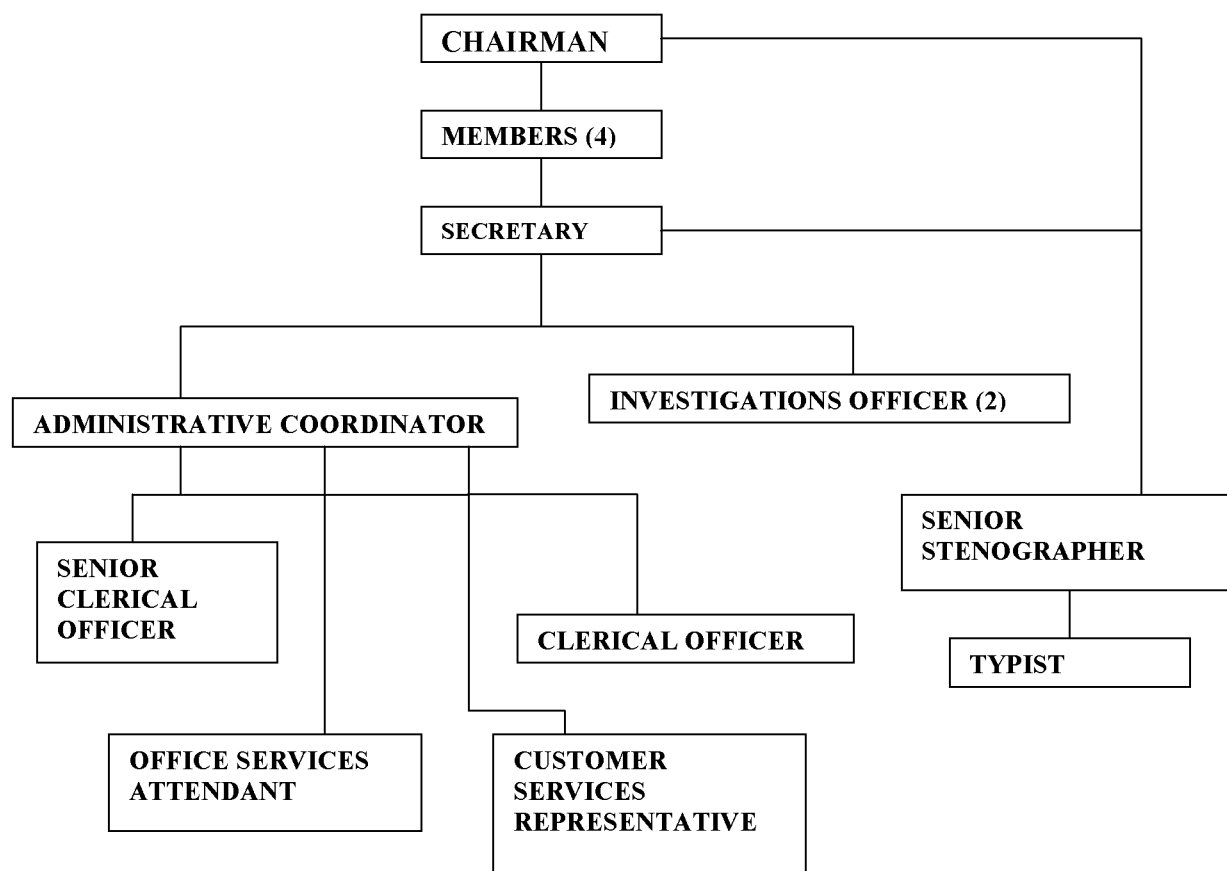 CHAIRMAN
MEMBERS (4)
SECRETARY
INVESTIGATIONS OFFICER (2)
ADMINISTRATIVE COORDINATOR
SENIOR
STENOGRAPHER
SENIOR
CLERICAL
OFFICER
CLERICAL OFFICER
TYPIST
OFFICE SERVICES
ATTENDANT
CUSTOMER
SERVICES
REPRESENTATIVE